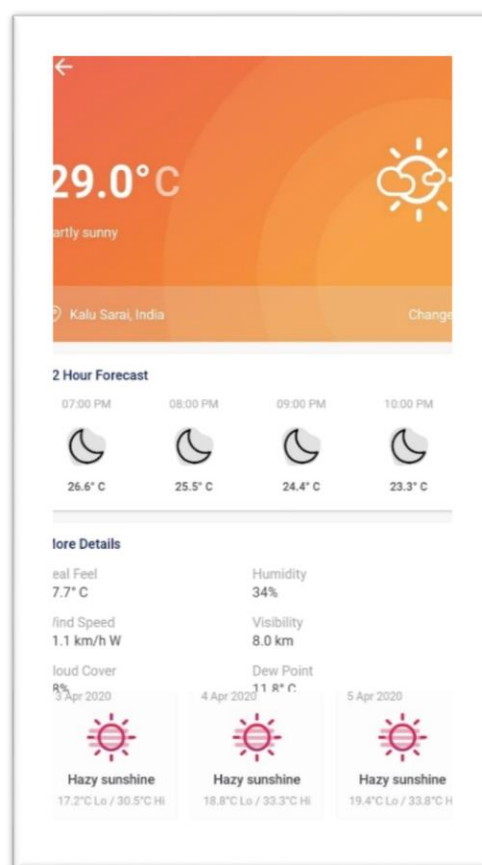 29.0°C
artly sunny
Kalu Sarai, India Change
2 Hour Forecast
07:00 PM 08:00 PM 09:00 PM 10:00 PM
26.6° C 25.5° C 24.4° C 23.3° C
lore Details
eal Feel Humidity
7.7° C 34%
Vind Speed Visibility
1.1 km/h W 8.0 km
loud Cover Dew Point
8% 11.8° C
3 Apr 2020 4 Apr 2020 5 Apr 2020
Hazy sunshine Hazy sunshine Hazy sunshine
17.2°C Lo / 30.5°C Hi 18.8°C Lo / 33.3°C Hi 19.4°C Lo / 33.8°C H